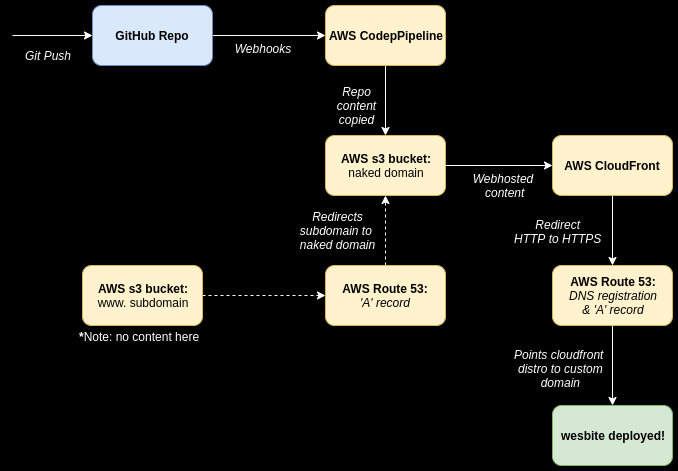 GitHub Repo
Git Push
Webhooks
AWS CodepPipeline
Repo
content
copied
AWS s3 bucket:
naked domain
Webhosted
content
AWS CloudFront
Redirects
subdomain to
naked domain
Redirect
HTTP to HTTPS
AWS s3 bucket:
www. subdomain
*Note: no content here
AWS Route 53:
'A' record
AWS Route 53:
DNS registration
& 'A' record
Points cloudfront
distro to custom
domain
wesbite deployed!